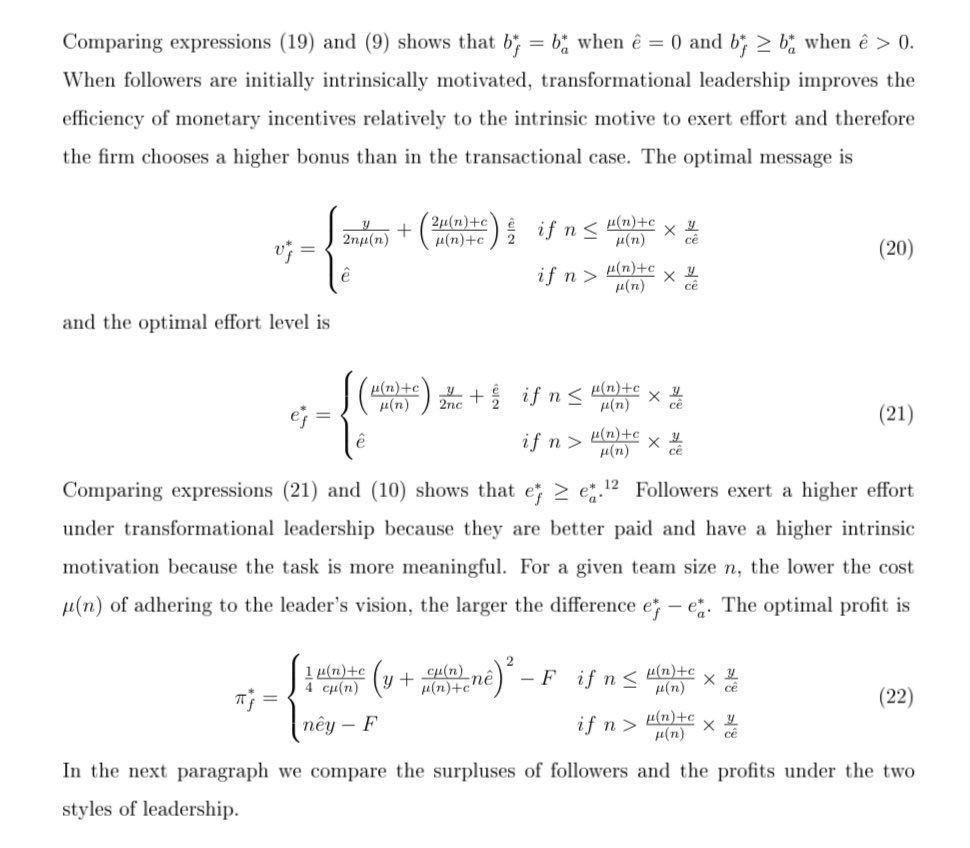 Comparing expressions (19) and (9) shows that $b_f^* = b_a^*$ when $\hat{e} = 0$ and $b_f^* \geq b_a^*$ when $\hat{e} > 0$.
When followers are initially intrinsically motivated, transformational leadership improves the
efficiency of monetary incentives relatively to the intrinsic motive to exert effort and therefore
the firm chooses a higher bonus than in the transactional case. The optimal message is
$v_f^* = \begin{cases} \frac{y}{2n\mu(n)} + \left(\frac{2\mu(n)+c}{\mu(n)+c}\right)\frac{\hat{e}}{2} & if\ n \leq \frac{\mu(n)+c}{\mu(n)} \times \frac{y}{c\hat{e}} \\ \hat{e} & if\ n > \frac{\mu(n)+c}{\mu(n)} \times \frac{y}{c\hat{e}} \end{cases}$ (20)
and the optimal effort level is
$e_f^* = \begin{cases} \left(\frac{\mu(n)+c}{\mu(n)}\right)\frac{y}{2nc} + \frac{\hat{e}}{2} & if\ n \leq \frac{\mu(n)+c}{\mu(n)} \times \frac{y}{c\hat{e}} \\ \hat{e} & if\ n > \frac{\mu(n)+c}{\mu(n)} \times \frac{y}{c\hat{e}} \end{cases}$ (21)
Comparing expressions (21) and (10) shows that $e_f^* \geq e_a^*$.$^{12}$ Followers exert a higher effort
under transformational leadership because they are better paid and have a higher intrinsic
motivation because the task is more meaningful. For a given team size $n$, the lower the cost
$\mu(n)$ of adhering to the leader's vision, the larger the difference $e_f^* - e_a^*$. The optimal profit is
$\pi_f^* = \begin{cases} \frac{1}{4}\frac{\mu(n)+c}{c\mu(n)}\left(y + \frac{c\mu(n)}{\mu(n)+c}n\hat{e}\right)^2 - F & if\ n \leq \frac{\mu(n)+c}{\mu(n)} \times \frac{y}{c\hat{e}} \\ n\hat{e}y - F & if\ n > \frac{\mu(n)+c}{\mu(n)} \times \frac{y}{c\hat{e}} \end{cases}$ (22)
In the next paragraph we compare the surpluses of followers and the profits under the two
styles of leadership.